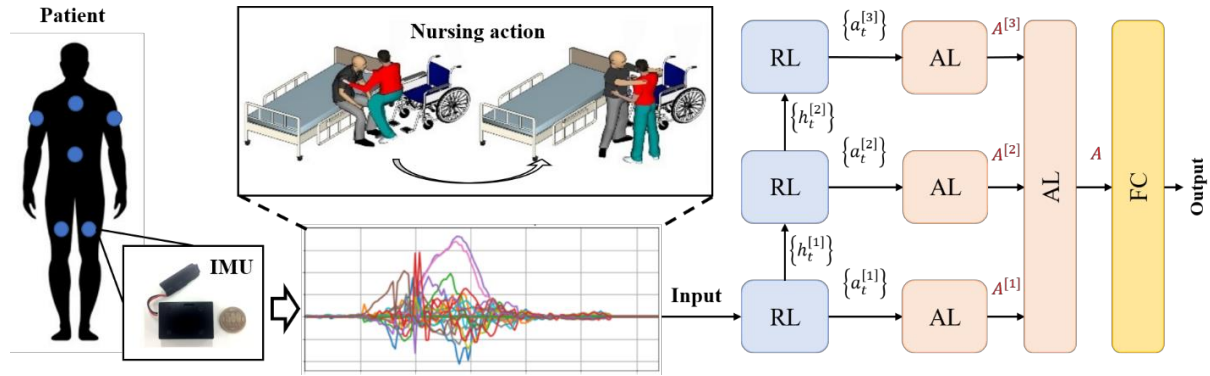 Patient
IMU
Nursing action
Input
RL
RL
RL
{h_t^{[1]}}
{h_t^{[2]}}
{a_t^{[3]}}
{a_t^{[2]}}
{a_t^{[1]}}
AL
AL
AL
A^{[3]}
A^{[2]}
A^{[1]}
AL
A
FC
Output